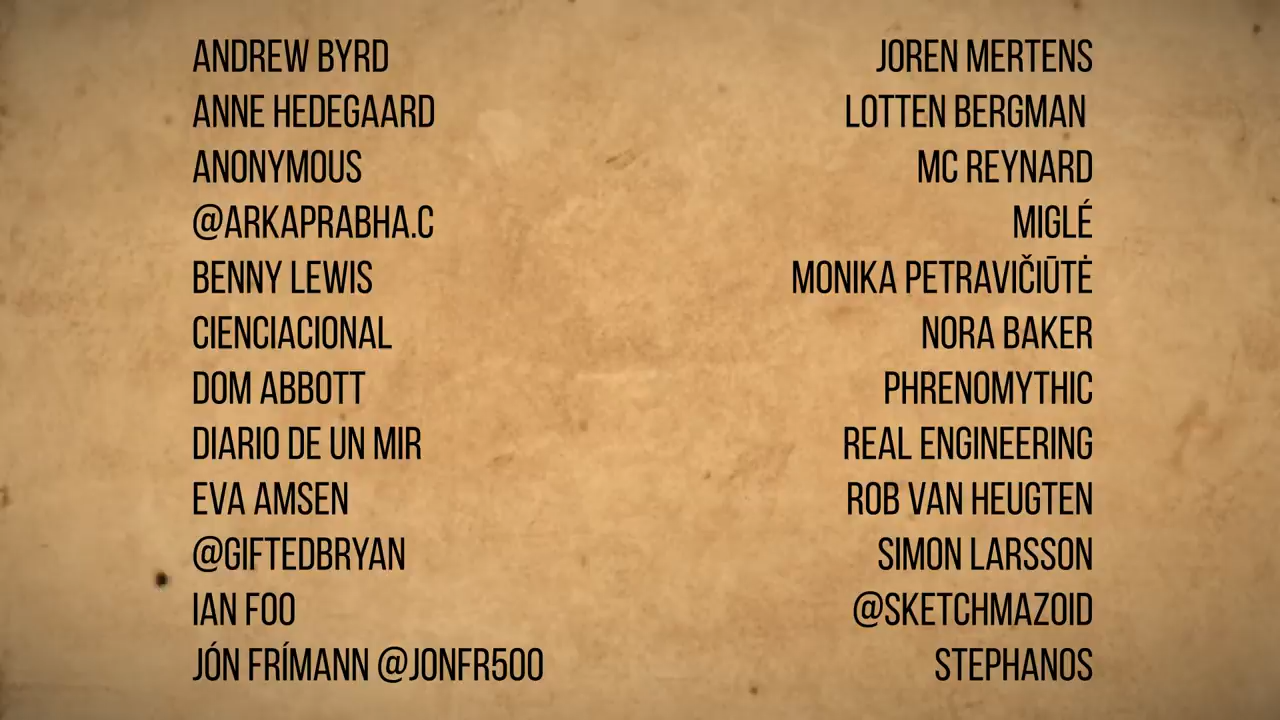 ANDREW BYRD
ANNE HEDEGAARD
ANONYMOUS
@ARKAPRABHA.C
BENNY LEWIS
CIENCIACIONAL
DOM ABBOTT
DIARIO DE UN MIR
EVA AMSEN
@GIFTEDBRYAN
IAN FOO
JÓN FRÍMANN @JONFR500
JOREN MERTENS
LOTTEN BERGMAN
MC REYNARD
MIGLÉ
MONIKA PETRAVIČIŪTĖ
NORA BAKER
PHRENOMYTHIC
REAL ENGINEERING
ROB VAN HEUGTEN
SIMON LARSSON
@SKETCHMAZOID
STEPHANOS